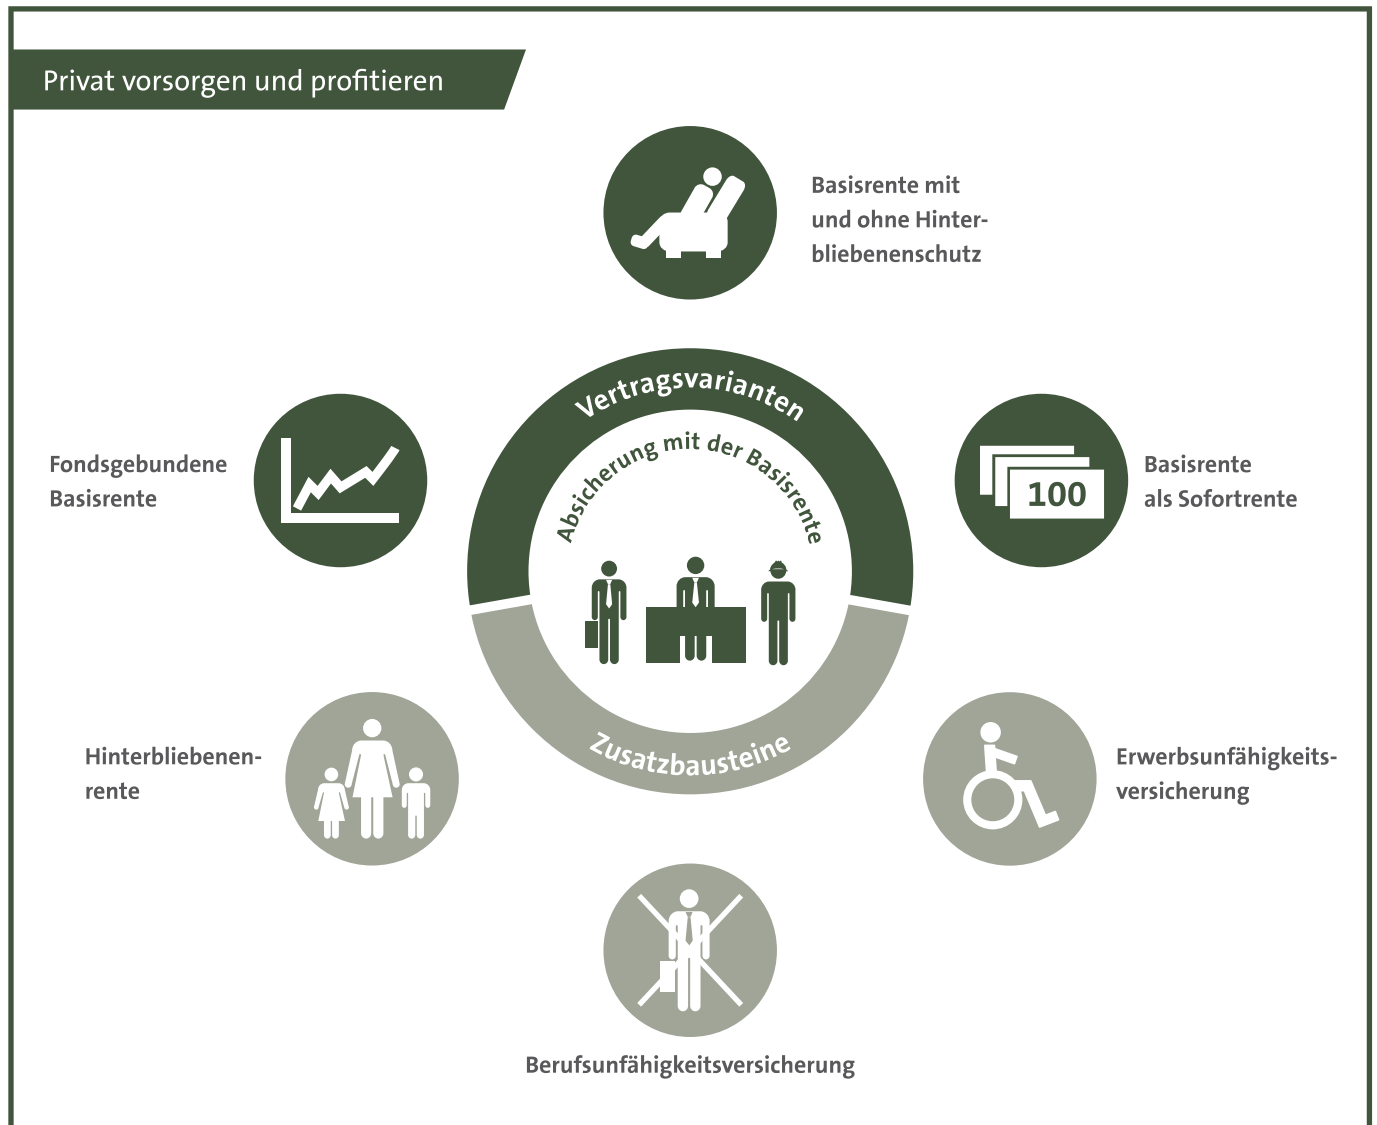 Privat vorsorgen und profitieren
Basisrente mit
und ohne Hinter-
bliebenenschutz
Vertragsvarianten
Absicherung mit der Basisrente
Fondsgebundene
Basisrente
100
Basisrente
als Sofortrente
Zusatzbausteine
Hinterbliebenen-
rente
Erwerbsunfähigkeits-
versicherung
Berufsunfähigkeitsversicherung